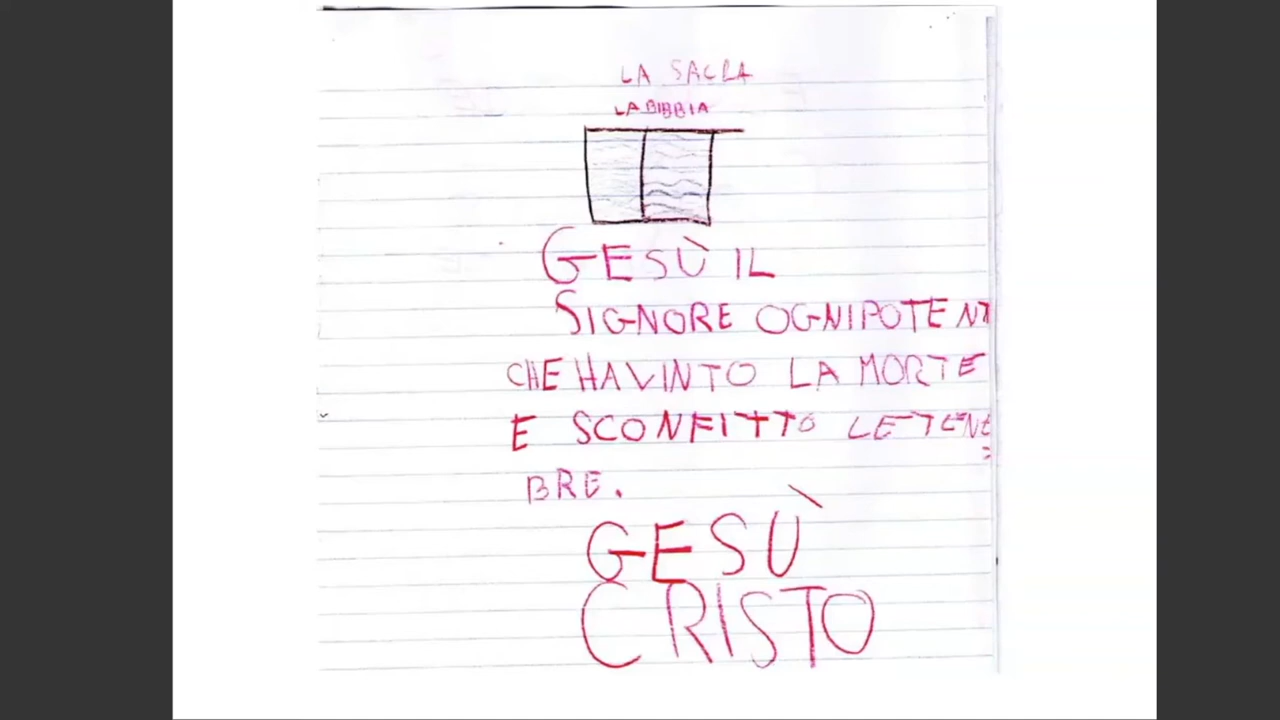 LA SACRA
LA BIBBIA
GESÙ IL
SIGNORE OGNIPOTENT
CHE HA VINTO LA MORTE
E SCONFITTO LE TENE
BRE.
GESÙ
CRISTO